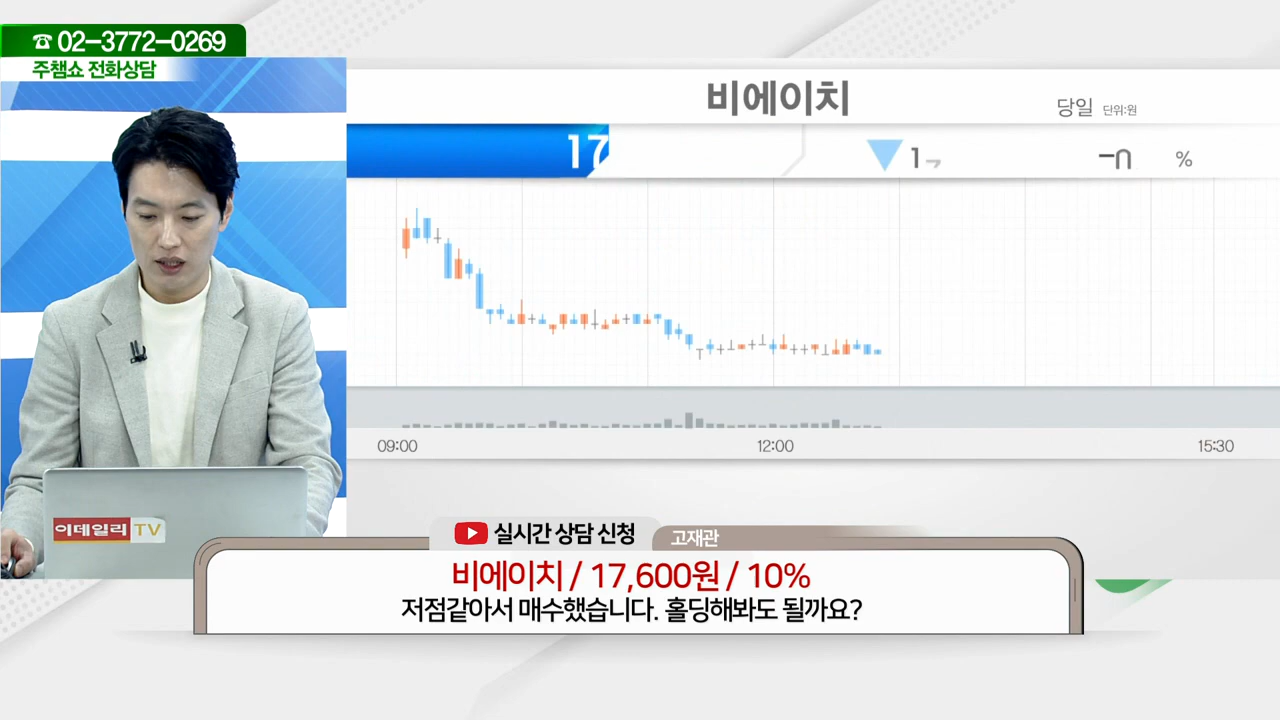 ☎ 02-3772-0269
주챔쇼 전화상담
비에이치
당일 단위:원
17
▼ 1
%
09:00
12:00
15:30
이데일리 TV
실시간 상담 신청
고재관
비에이치 / 17,600원 / 10%
저점같아서 매수했습니다. 홀딩해봐도 될까요?